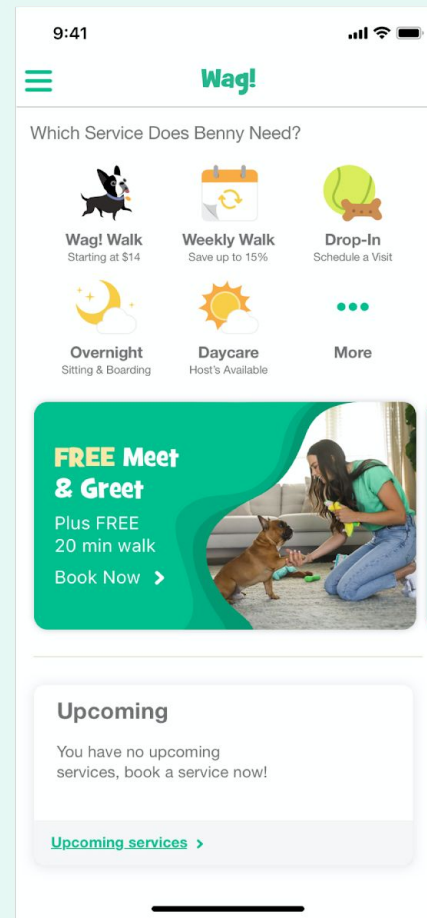 9:41
Wag!
Which Service Does Benny Need?
Wag! Walk
Starting at $14
Weekly Walk
Save up to 15%
Drop-In
Schedule a Visit
Overnight
Sitting & Boarding
Daycare
Host's Available
More
FREE Meet
& Greet
Plus FREE
20 min walk
Book Now
Upcoming
You have no upcoming
services, book a service now!
Upcoming services